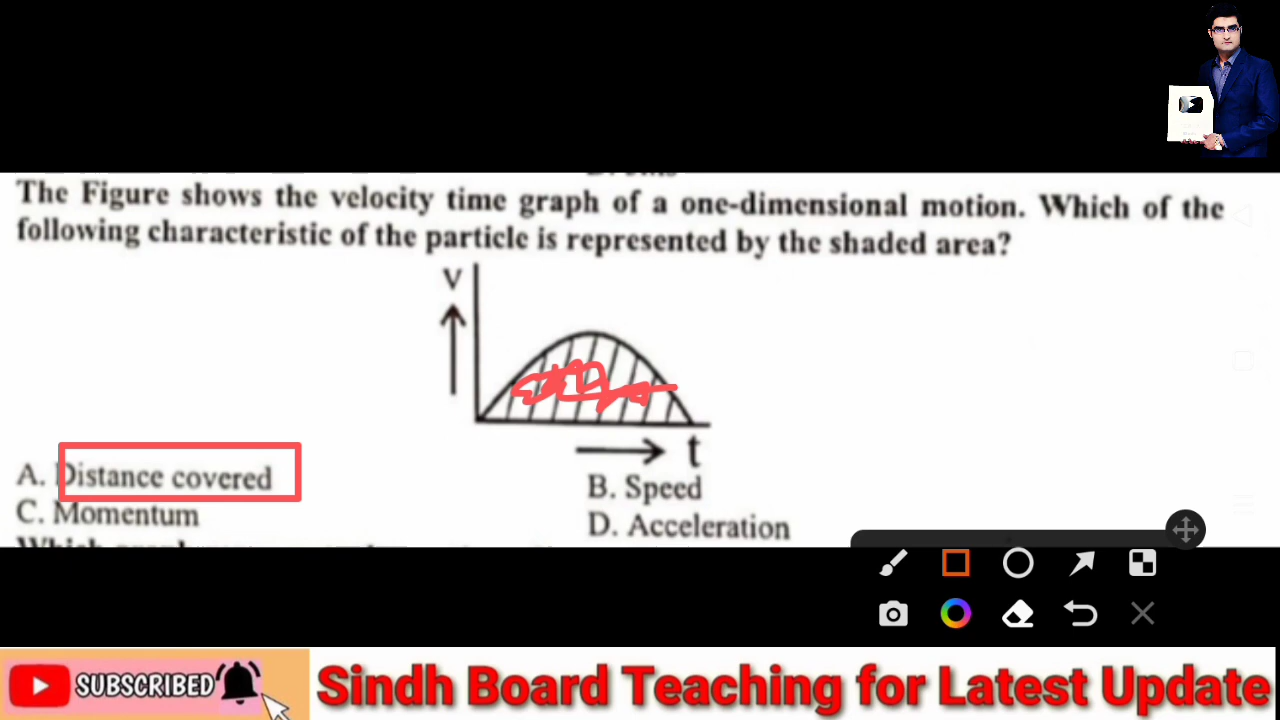 The Figure shows the velocity time graph of a one-dimensional motion. Which of the
following characteristic of the particle is represented by the shaded area?
V
t
A. Distance covered
B. Speed
C. Momentum
D. Acceleration
SUBSCRIBED
Sindh Board Teaching for Latest Update